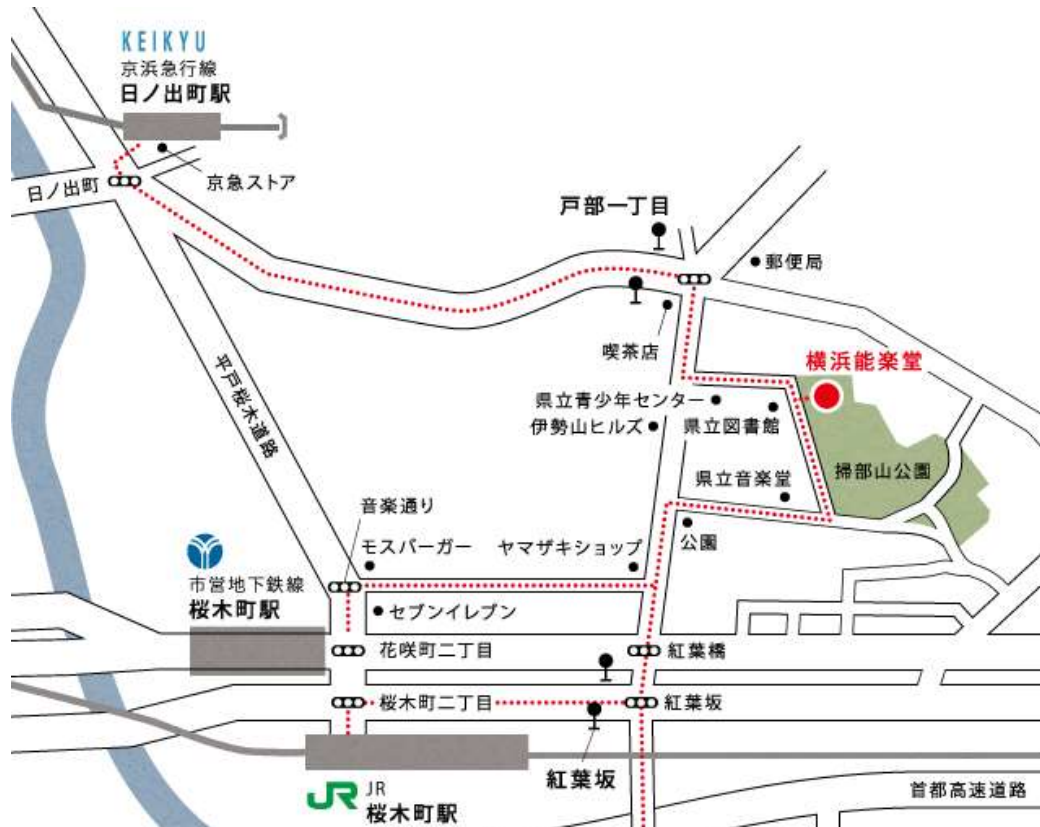 KEIKYU
京浜急行線
日ノ出町駅
京急ストア
日ノ出町
戸部一丁目
郵便局
喫茶店
横浜能楽堂
県立青少年センター
伊勢山ヒルズ
県立図書館
掃部山公園
県立音楽堂
平戸桜木道路
音楽通り
モスバーガー
ヤマザキショップ
公園
市営地下鉄線
桜木町駅
セブンイレブン
花咲町二丁目
紅葉橋
桜木町二丁目
紅葉坂
紅葉坂
首都高速道路
JR
JR
桜木町駅